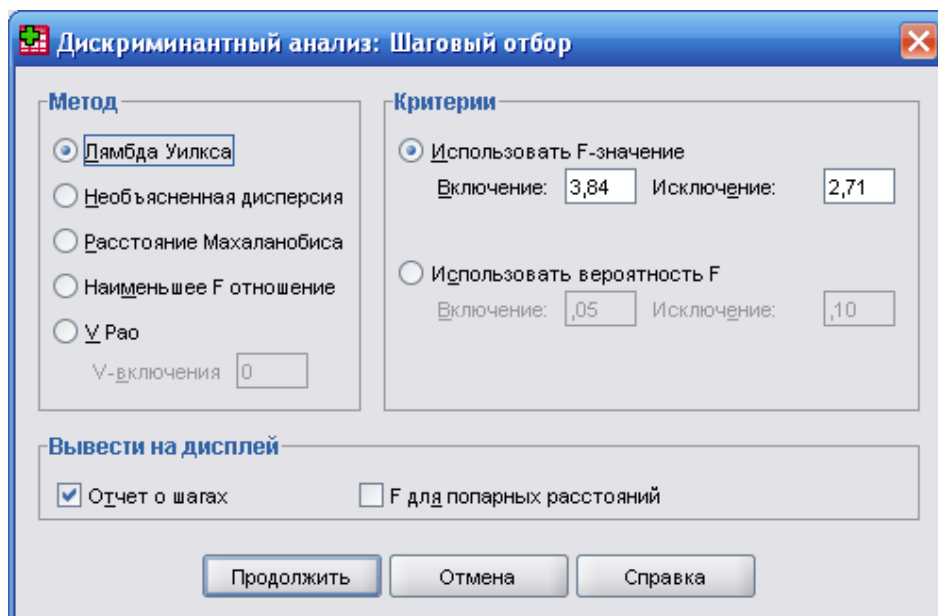 Дискриминантный анализ: Шаговый отбор
Метод
Лямбда Уилкса
Необъясненная дисперсия
Расстояние Махаланобиса
Наименьшее F отношение
V Рао
V-включения 0
Критерии
Использовать F-значение
Включение: 3,84 Исключение: 2,71
Использовать вероятность F
Включение: ,05 Исключение: ,10
Вывести на дисплей
Отчет о шагах F для попарных расстояний
Продолжить Отмена Справка